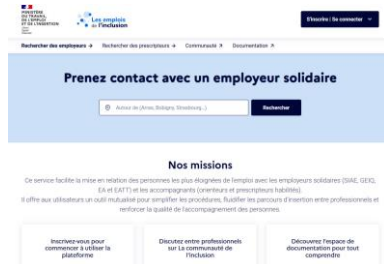 MINISTÈRE
DU TRAVAIL
DE L'EMPLOI
ET DE L'INSERTION
Les emplois
de l'inclusion
S'inscrire | Se connecter
Rechercher des employeurs
Rechercher des prescripteurs
Communauté
Documentation
Prenez contact avec un employeur solidaire
Autour de (Arras, Bobigny, Strasbourg…)
Rechercher
Nos missions
Ce service facilite la mise en relation des personnes les plus éloignées de l'emploi avec les employeurs solidaires (SIAE, GEIQ,
EA et EATT) et les accompagnants (orienteurs et prescripteurs habilités).
Il offre aux utilisateurs un outil mutualisé pour simplifier les procédures, fluidifier les parcours d'insertion entre professionnels et
renforcer la qualité de l'accompagnement des personnes.
Inscrivez-vous pour
commencer à utiliser la
plateforme
Discutez entre professionnels
sur La communauté de
l'inclusion
Découvrez l'espace de
documentation pour tout
comprendre